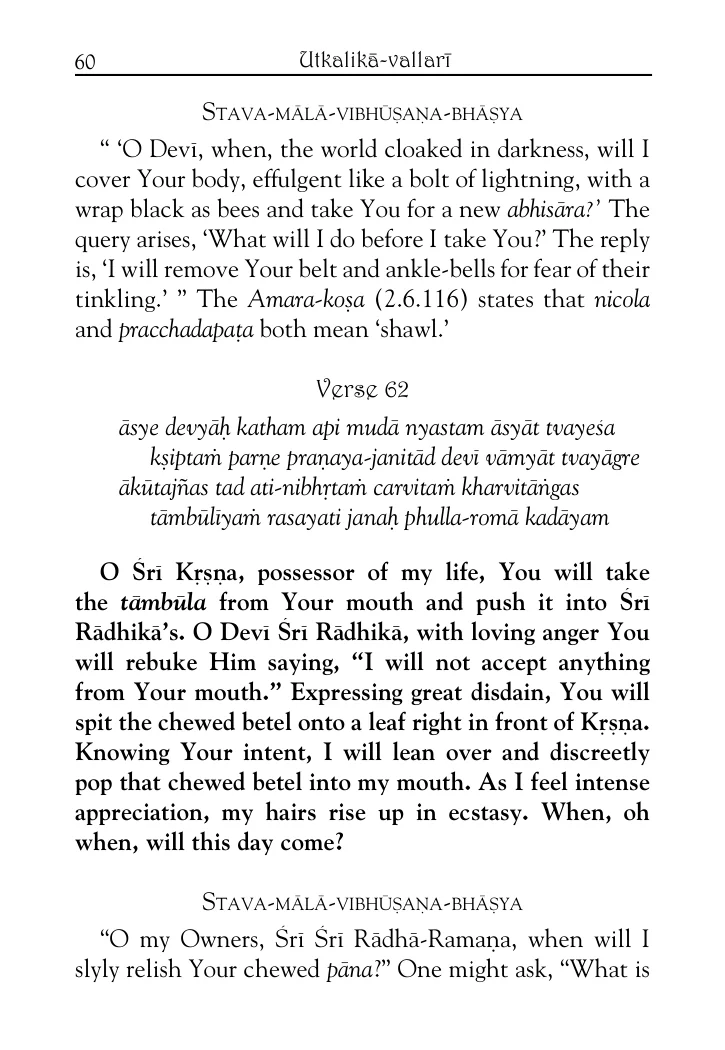 60
Utkalikā-vallarī
Stava-mālā-vibhūṣaṇa-bhāṣya
“ ‘O Devī, when, the world cloaked in darkness, will I
cover Your body, effulgent like a bolt of lightning, with a
wrap black as bees and take You for a new abhisāra?’ The
query arises, ‘What will I do before I take You?’ The reply
is, ‘I will remove Your belt and ankle-bells for fear of their
tinkling.’ ” The Amara-koṣa (2.6.116) states that nicola
and pracchadapaṭa both mean ‘shawl.’
Verse 62
āsye devyāḥ katham api mudā nyastam āsyāt tvayeśa
kṣiptaṁ parṇe praṇaya-janitād devī vāmyāt tvayāgre
ākūtajñas tad ati-nibhṛtaṁ carvitaṁ kharvitāṅgas
tāmbūlīyaṁ rasayati janaḥ phulla-romā kadāyam
O Śrī Kṛṣṇa, possessor of my life, You will take
the tāmbūla from Your mouth and push it into Śrī
Rādhikā’s. O Devī Śrī Rādhikā, with loving anger You
will rebuke Him saying, “I will not accept anything
from Your mouth.” Expressing great disdain, You will
spit the chewed betel onto a leaf right in front of Kṛṣṇa.
Knowing Your intent, I will lean over and discreetly
pop that chewed betel into my mouth. As I feel intense
appreciation, my hairs rise up in ecstasy. When, oh
when, will this day come?
Stava-mālā-vibhūṣaṇa-bhāṣya
“O my Owners, Śrī Śrī Rādhā-Ramaṇa, when will I
slyly relish Your chewed pāna?” One might ask, “What is